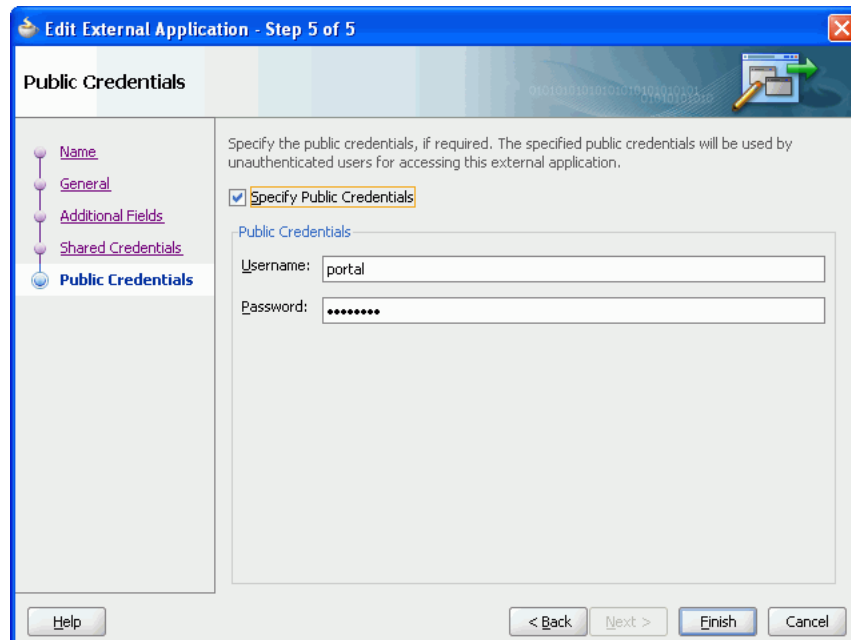 Edit External Application - Step 5 of 5
Public Credentials
Name
General
Additional Fields
Shared Credentials
Public Credentials
Specify the public credentials, if required. The specified public credentials will be used by
unauthenticated users for accessing this external application.
Specify Public Credentials
Public Credentials
Username: portal
Password: ••••••••
Help
< Back
Next >
Finish
Cancel